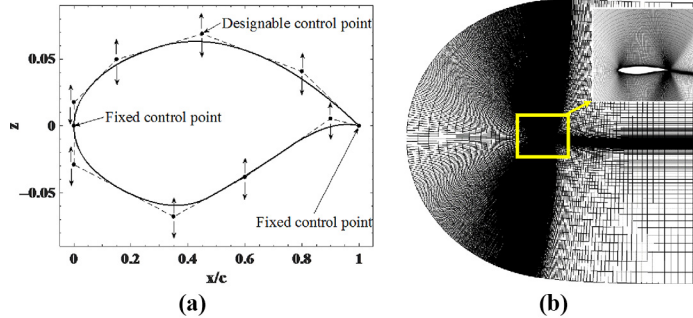 (a)
(b)
Designable control point
z
0.05
0
−0.05
Fixed control point
Fixed control point
0
0.2
0.4
0.6
0.8
1
x/c
(a)
(b)